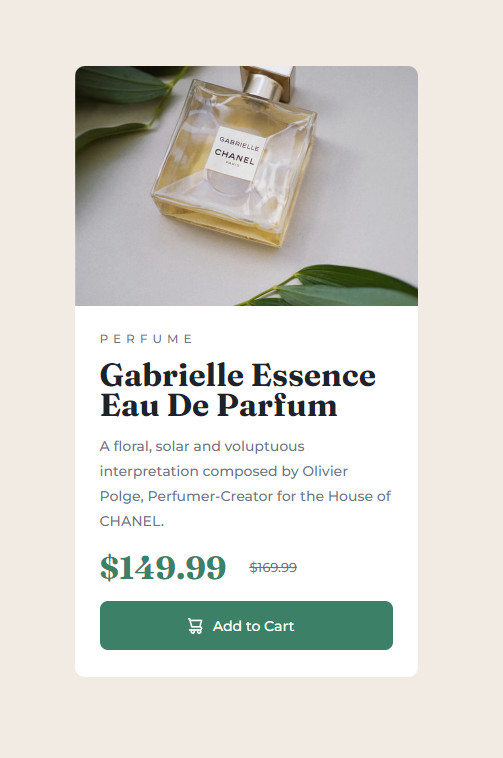 GABRIELLE
CHANEL
PARIS
PERFUME
Gabrielle Essence
Eau De Parfum
A floral, solar and voluptuous
interpretation composed by Olivier
Polge, Perfumer-Creator for the House of
CHANEL.
$149.99 $169.99
Add to Cart